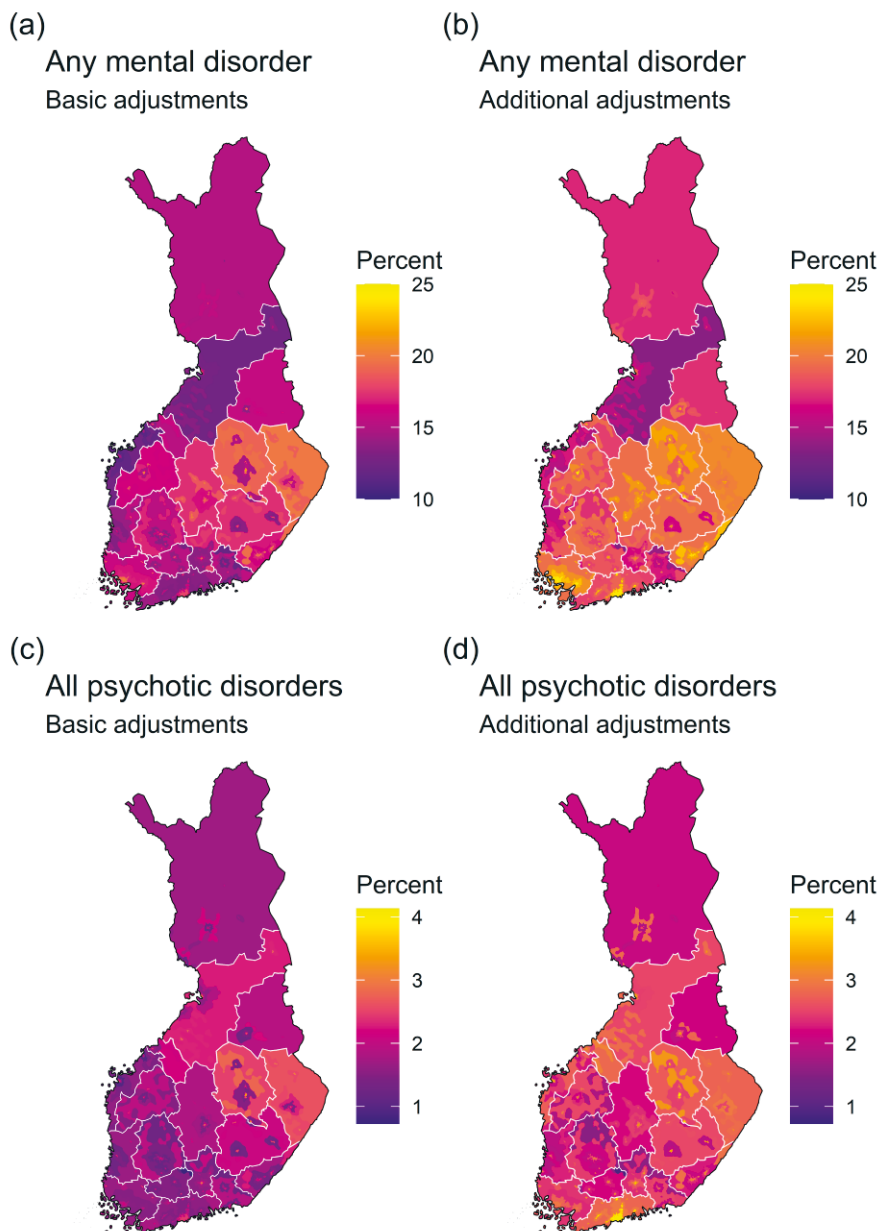 (a)
Any mental disorder
Basic adjustments
Percent
25
20
15
10
(b)
Any mental disorder
Additional adjustments
Percent
25
20
15
10
(c)
All psychotic disorders
Basic adjustments
Percent
4
3
2
1
(d)
All psychotic disorders
Additional adjustments
Percent
4
3
2
1